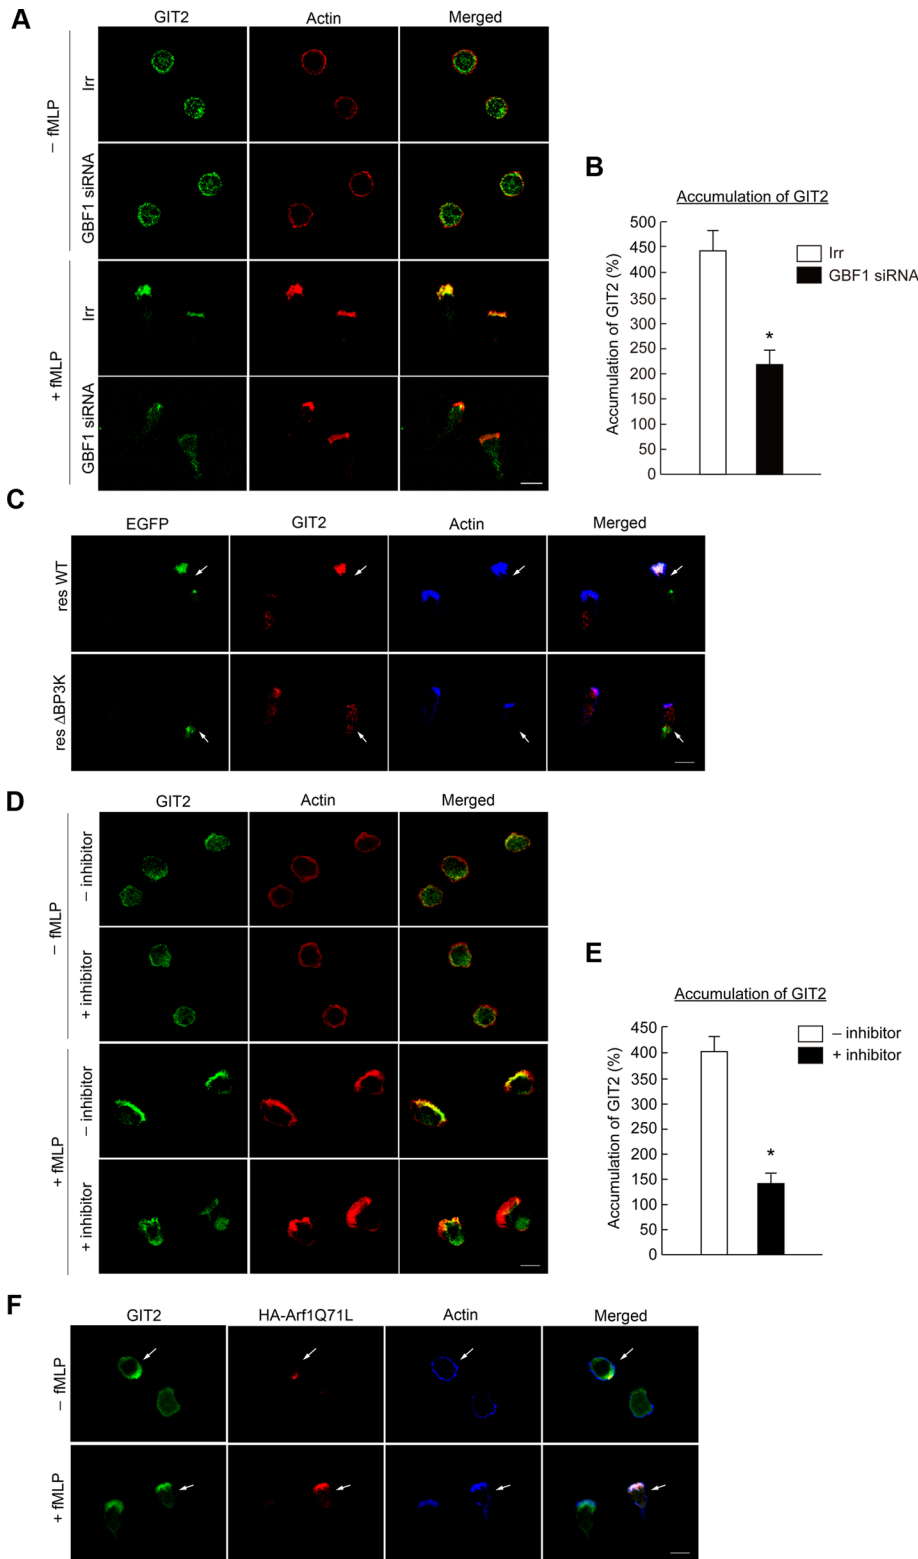 A
GIT2 Actin Merged
– fMLP
Irr
GBF1 siRNA
+ fMLP
Irr
GBF1 siRNA
B
Accumulation of GIT2
Accumulation of GIT2 (%)
500
450
400
350
300
250
200
150
100
50
0
*
Irr
GBF1 siRNA
C
EGFP GIT2 Actin Merged
res WT
res ΔBP3K
D
GIT2 Actin Merged
– fMLP
– inhibitor
+ inhibitor
+ fMLP
– inhibitor
+ inhibitor
E
Accumulation of GIT2
Accumulation of GIT2 (%)
450
400
350
300
250
200
150
100
50
0
*
– inhibitor
+ inhibitor
F
GIT2 HA-Arf1Q71L Actin Merged
– fMLP
+ fMLP